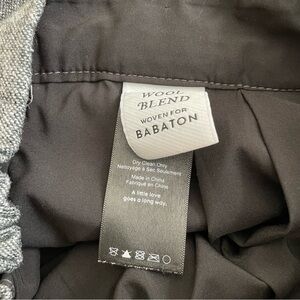 WOOL
BLEND
WOVEN FOR
BABATON
Dry Clean Only
Nettoyage à Sec Seulement
Made in China
Fabriqué en Chine
A little love
goes a long way.